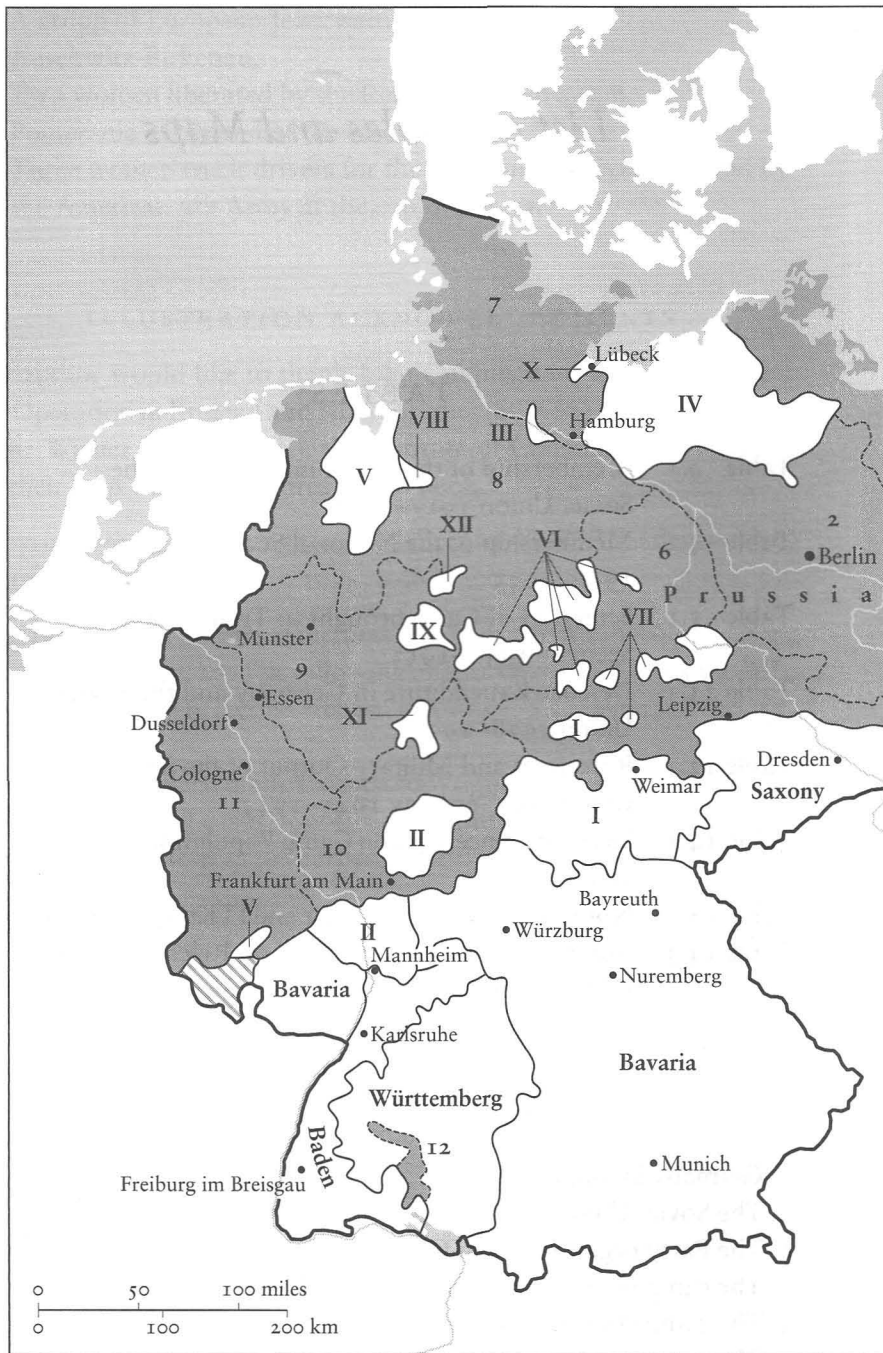 7
Lübeck
X
IV
VIII
III
Hamburg
V
8
2
XII
VI
6
Berlin
Prussia
VII
Münster
IX
9
Essen
Leipzig
XI
Dusseldorf
I
Dresden
Cologne
Weimar
Saxony
11
I
II
10
Frankfurt am Main
Bayreuth
V
II
Würzburg
Mannheim
Nuremberg
Bavaria
Karlsruhe
Bavaria
Württemberg
12
Baden
Munich
Freiburg im Breisgau
0 50 100 miles
0 100 200 km